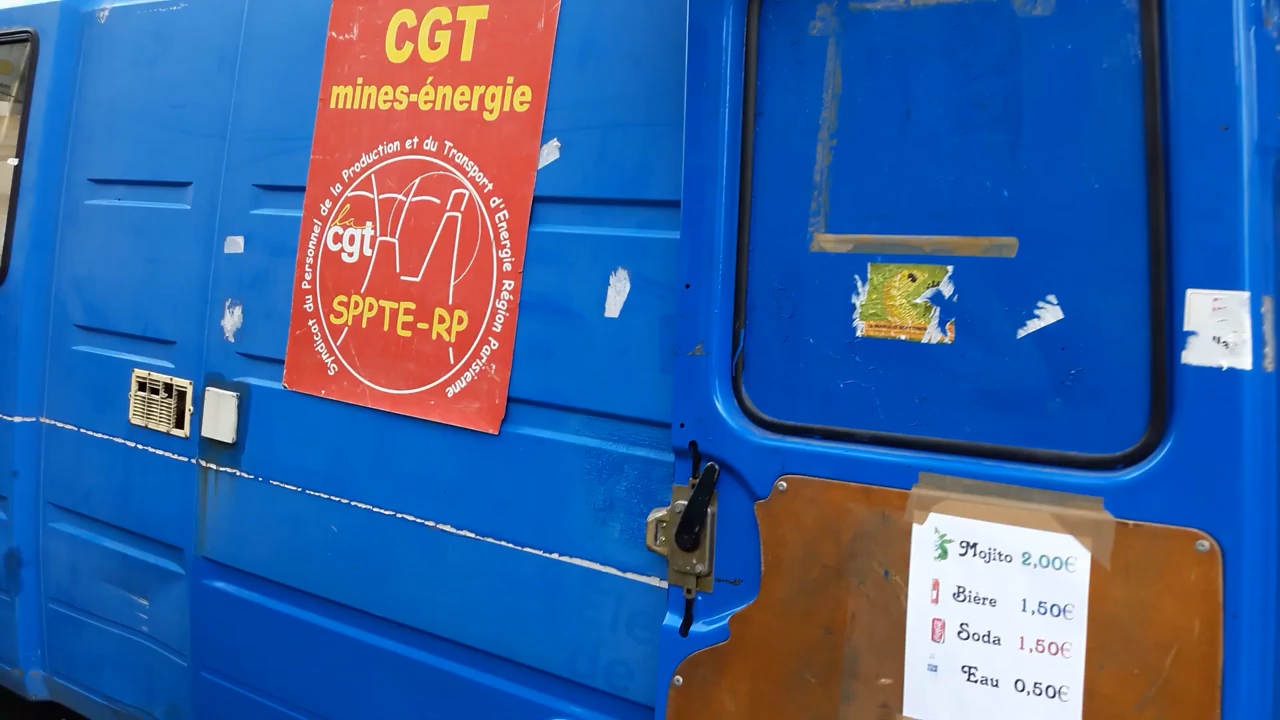 CGT
mines-énergie
Syndicat du Personnel de la Production et du Transport d'Energie Région Parisienne
la
cgt
SPPTE-RP
Mojito 2,00€
Bière 1,50€
Soda 1,50€
Eau 0,50€